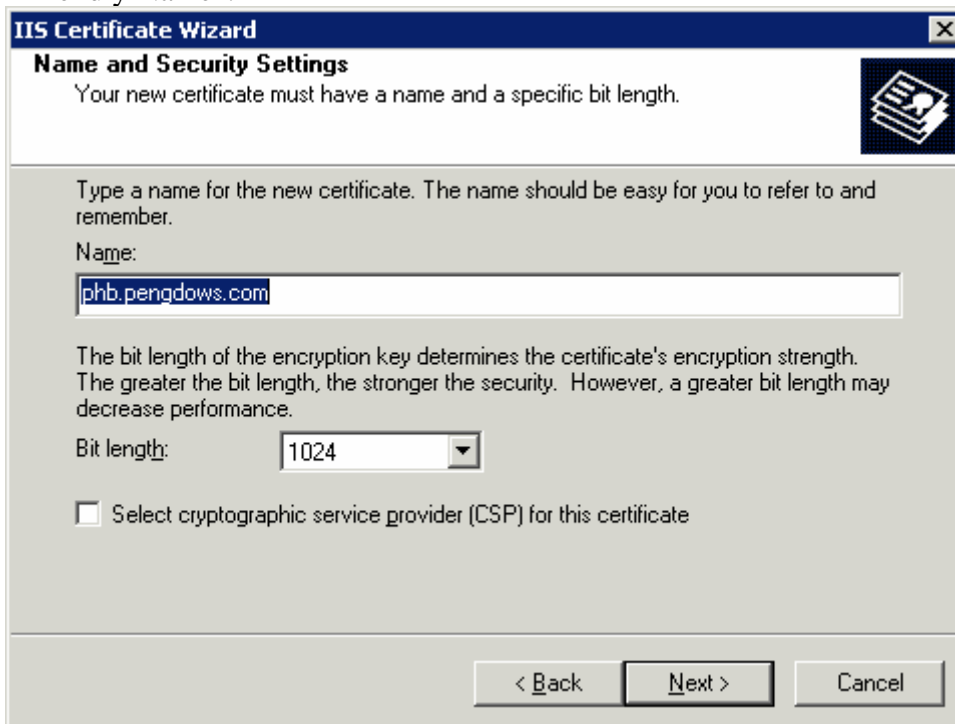 IIS Certificate Wizard
Name and Security Settings
Your new certificate must have a name and a specific bit length.
Type a name for the new certificate. The name should be easy for you to refer to and
remember.
Name:
phb.pengdows.com
The bit length of the encryption key determines the certificate's encryption strength.
The greater the bit length, the stronger the security. However, a greater bit length may
decrease performance.
Bit length:
1024
Select cryptographic service provider (CSP) for this certificate
< Back
Next >
Cancel